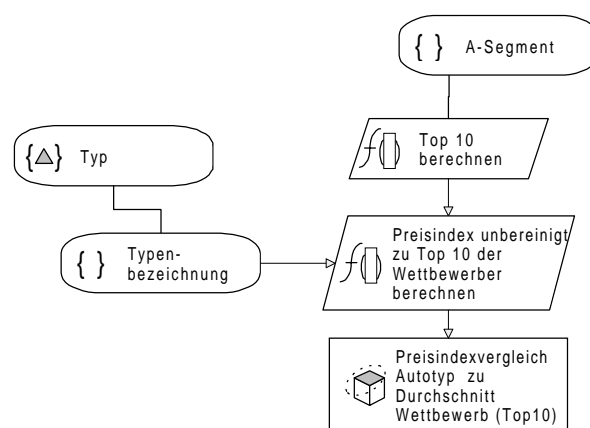 { } A-Segment
Top 10
berechnen
{ } Typ
Preisindex unbereinigt
zu Top 10 der
Wettbewerber
berechnen
{ } Typen-
bezeichnung
Preisindexvergleich
Autotyp zu
Durchschnitt
Wettbewerb (Top10)